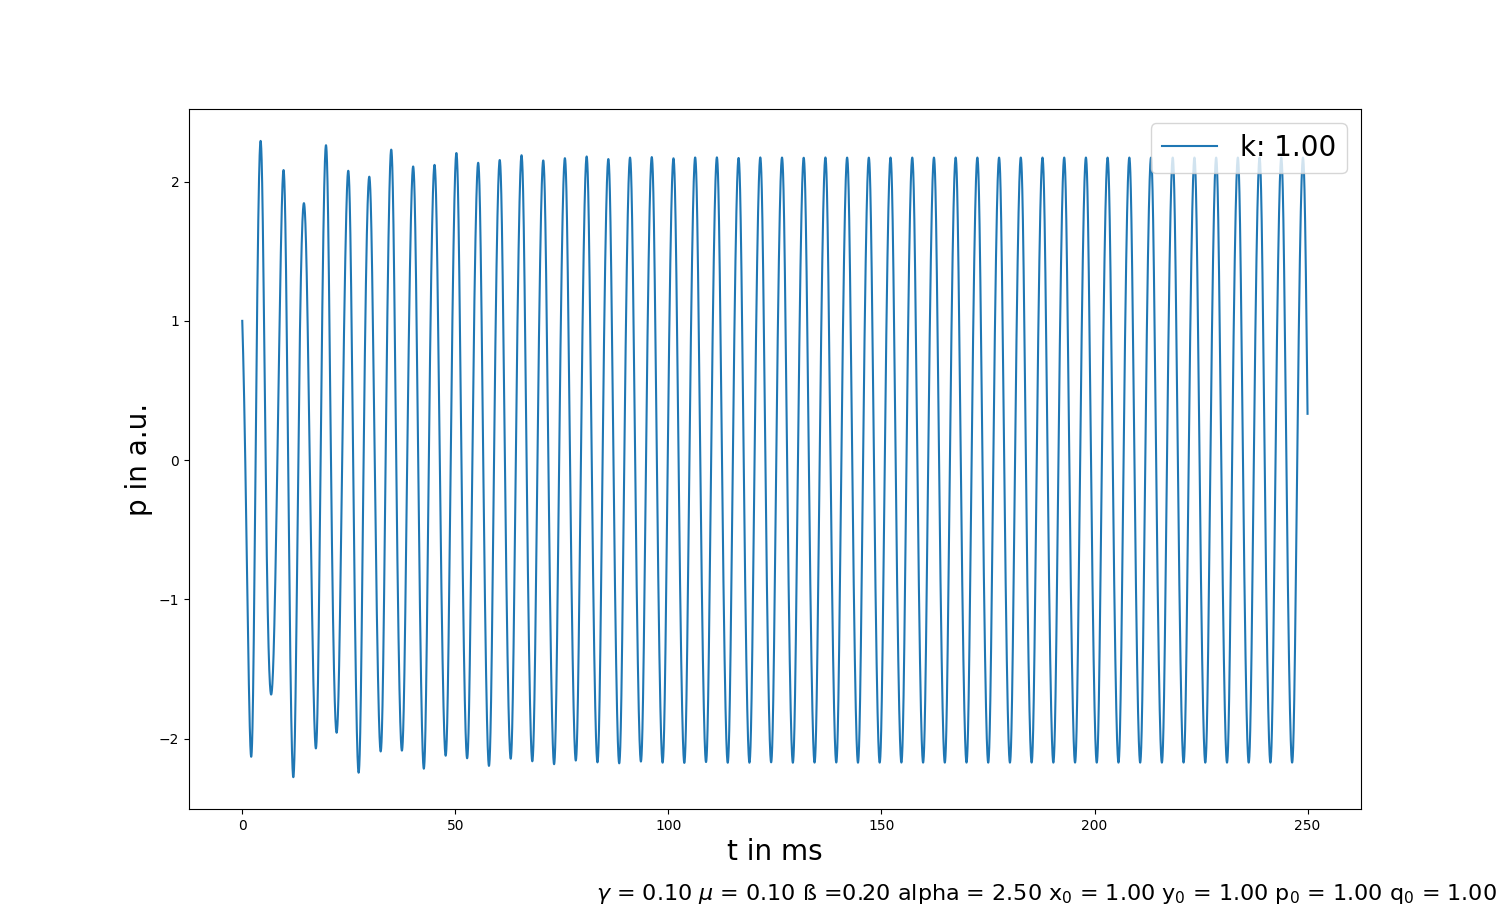 k: 1.00
p in a.u.
2
1
0
−1
−2
0 50 100 150 200 250
t in ms
γ = 0.10 μ = 0.10 ß =0.20 alpha = 2.50 x₀ = 1.00 y₀ = 1.00 p₀ = 1.00 q₀ = 1.00